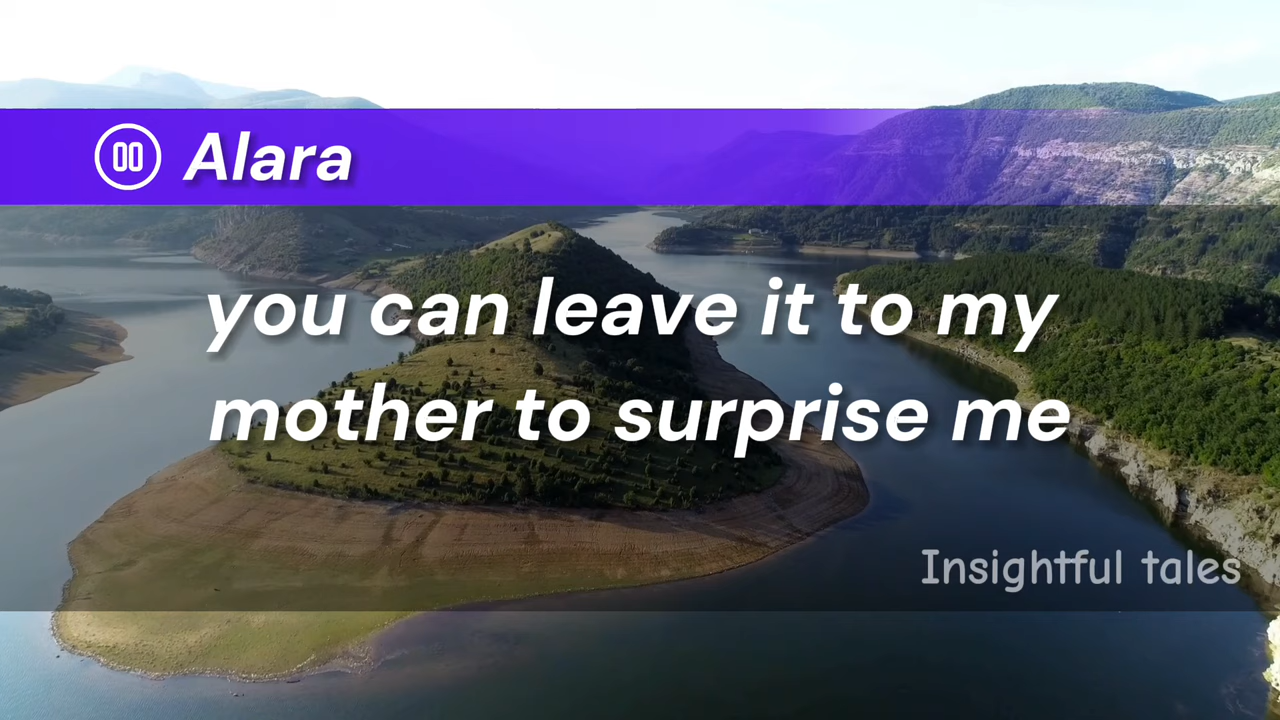 Alara
you can leave it to my
mother to surprise me
Insightful tales